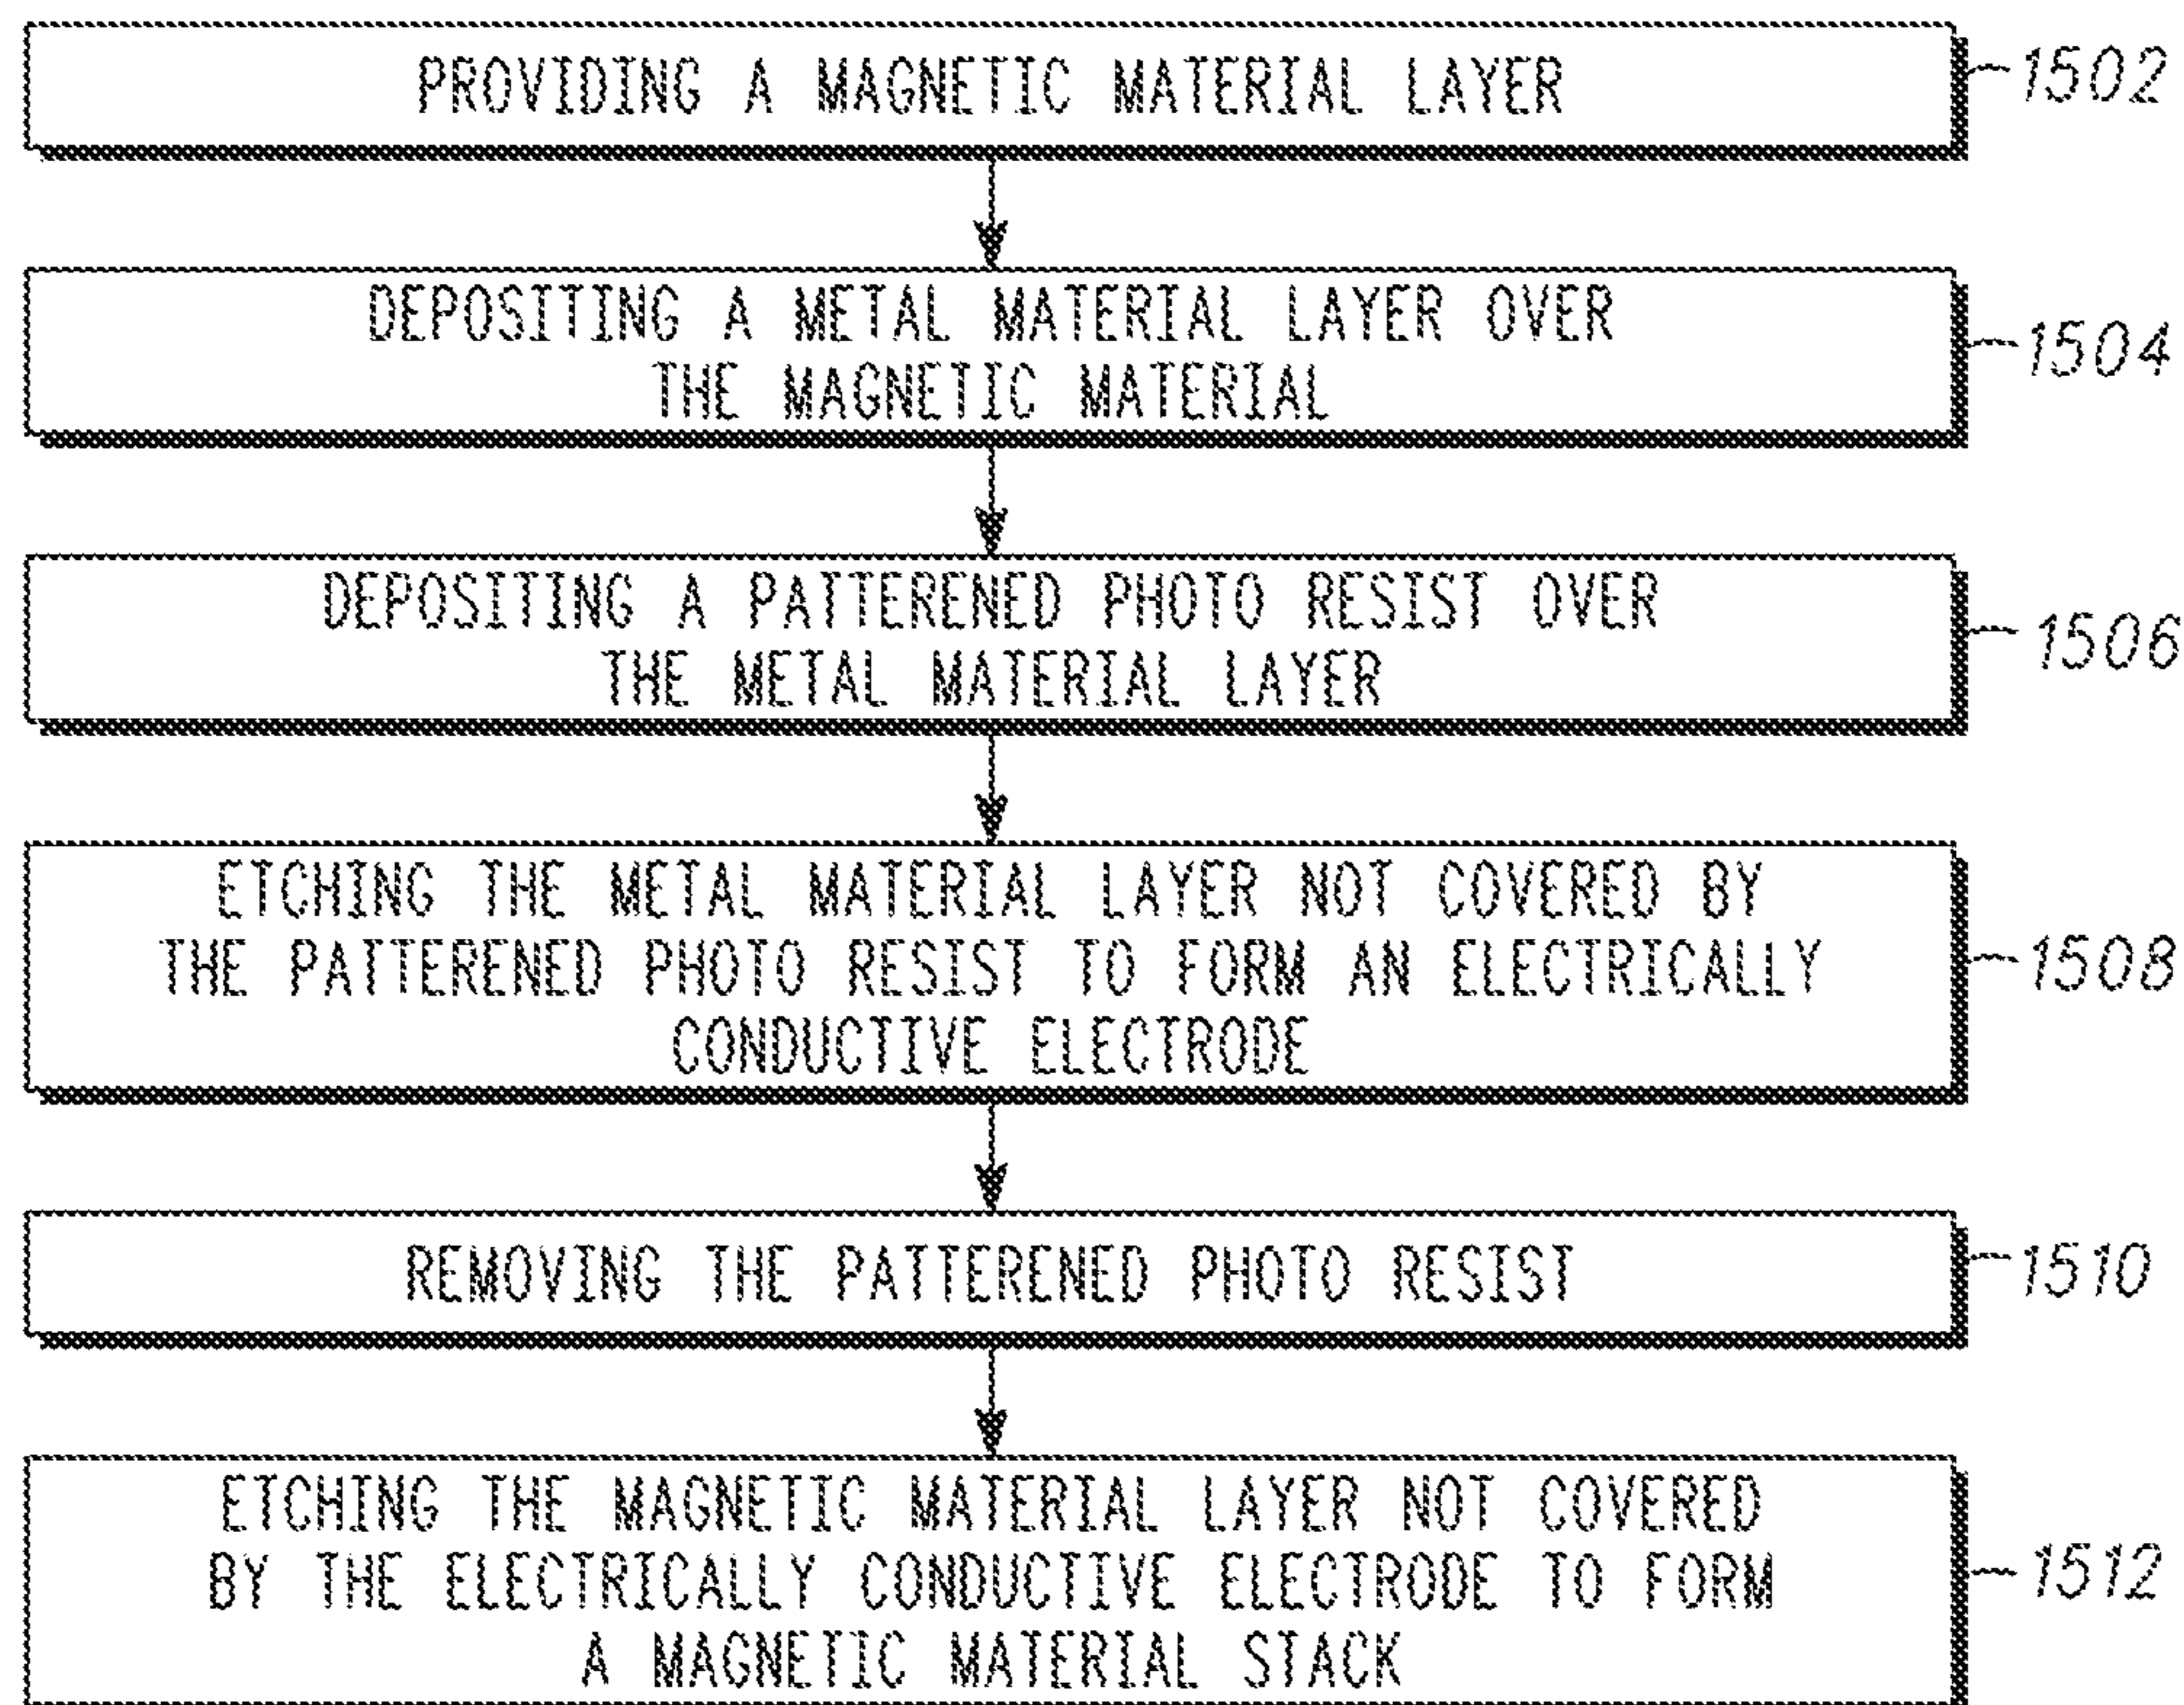 PROVIDING A MAGNETIC MATERIAL LAYER
1502
DEPOSITING A METAL MATERIAL LAYER OVER
THE MAGNETIC MATERIAL
1504
DEPOSITING A PATTERENED PHOTO RESIST OVER
THE METAL MATERIAL LAYER
1506
ETCHING THE METAL MATERIAL LAYER NOT COVERED BY
THE PATTERENED PHOTO RESIST TO FORM AN ELECTRICALLY
CONDUCTIVE ELECTRODE
1508
REMOVING THE PATTERENED PHOTO RESIST
1510
ETCHING THE MAGNETIC MATERIAL LAYER NOT COVERED
BY THE ELECTRICALLY CONDUCTIVE ELECTRODE TO FORM
A MAGNETIC MATERIAL STACK
1512